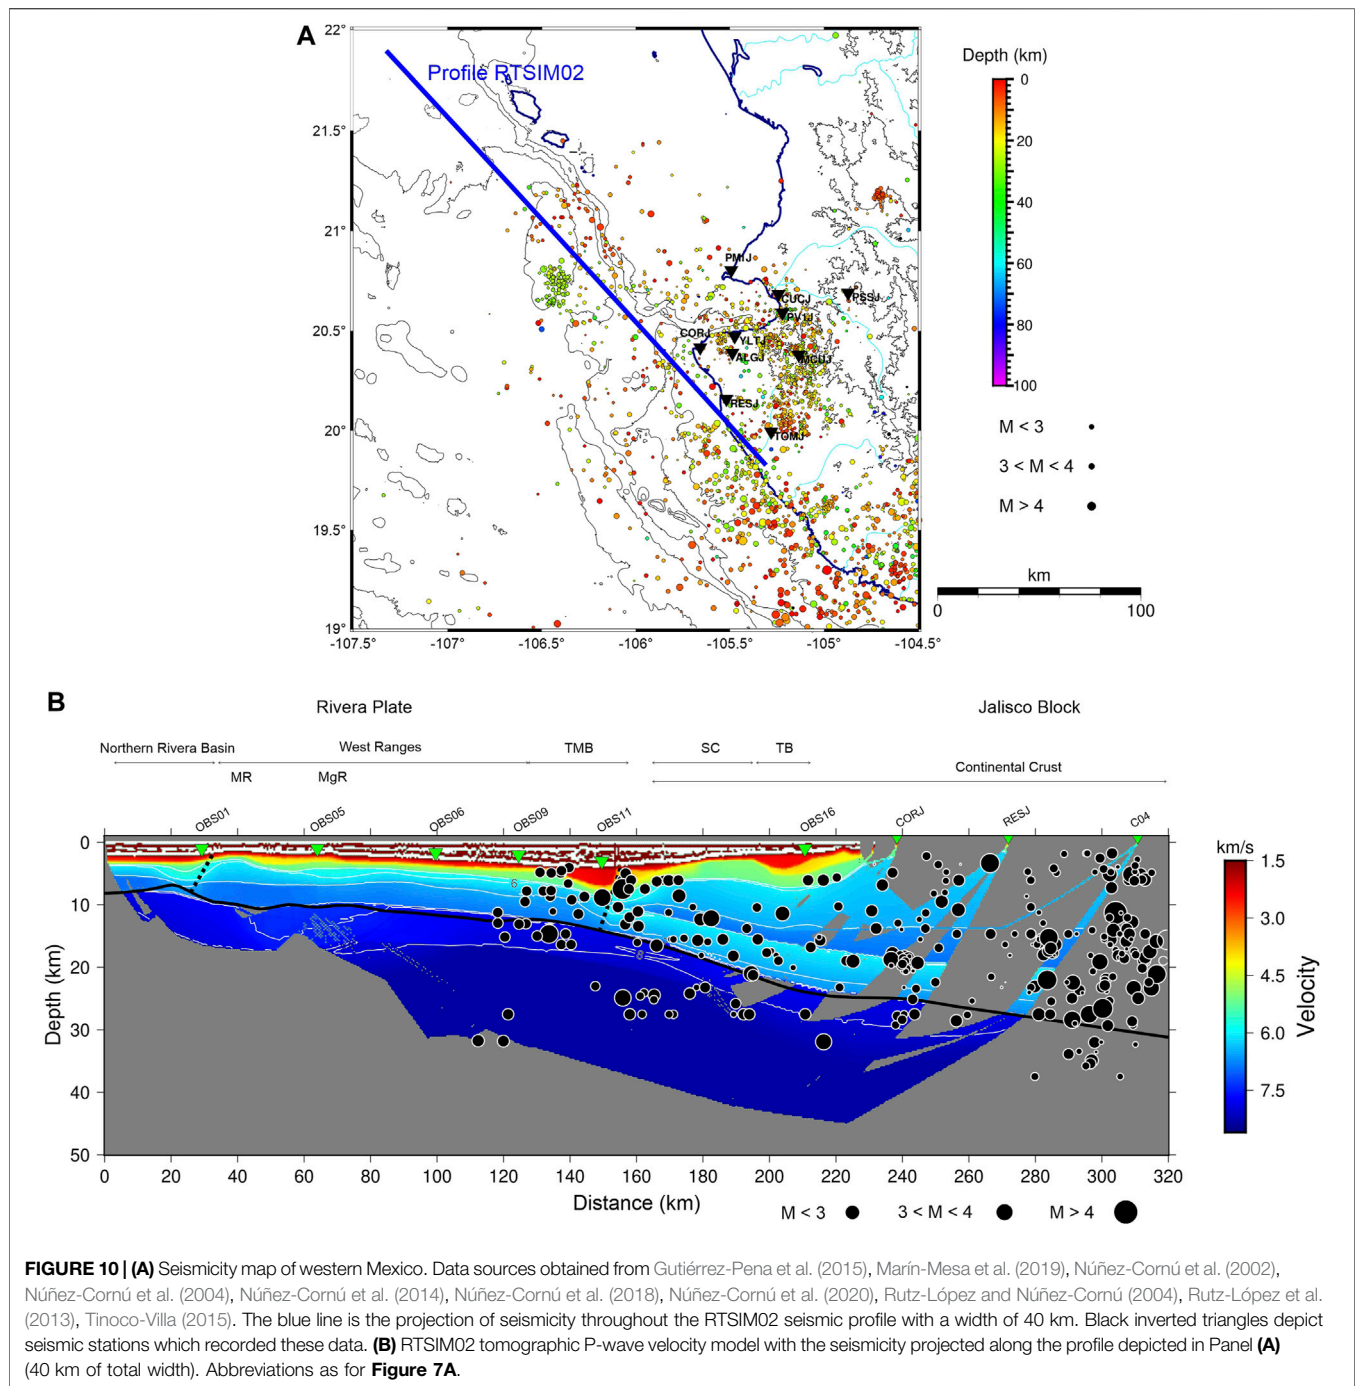 A
22°
21.5°
21°
20.5°
20°
19.5°
19°
-107.5°
-107°
-106.5°
-106°
-105.5°
-105°
-104.5°
Profile RTSIM02
PMIJ
CUCJ
PSSJ
PV1J
CORJ
YLTJ
ALGJ
MCUJ
RESJ
TOMJ
Depth (km)
0
20
40
60
80
100
M < 3
3 < M < 4
M > 4
km
0 100
B
Rivera Plate Jalisco Block
Northern Rivera Basin West Ranges TMB SC TB
MR MgR Continental Crust
OBS01 OBS05 OBS06 OBS09 OBS11 OBS16 CORJ RESJ C04
Depth (km)
0
10
20
30
40
50
6
8
0 20 40 60 80 100 120 140 160 180 200 220 240 260 280 300 320
Distance (km)
M < 3 3 < M < 4 M > 4
km/s
1.5
3.0
4.5
6.0
7.5
Velocity
FIGURE 10 | (A) Seismicity map of western Mexico. Data sources obtained from Gutiérrez-Pena et al. (2015), Marín-Mesa et al. (2019), Núñez-Cornú et al. (2002),
Núñez-Cornú et al. (2004), Núñez-Cornú et al. (2014), Núñez-Cornú et al. (2018), Núñez-Cornú et al. (2020), Rutz-López and Núñez-Cornú (2004), Rutz-López et al.
(2013), Tinoco-Villa (2015). The blue line is the projection of seismicity throughout the RTSIM02 seismic profile with a width of 40 km. Black inverted triangles depict
seismic stations which recorded these data. (B) RTSIM02 tomographic P-wave velocity model with the seismicity projected along the profile depicted in Panel (A)
(40 km of total width). Abbreviations as for Figure 7A.